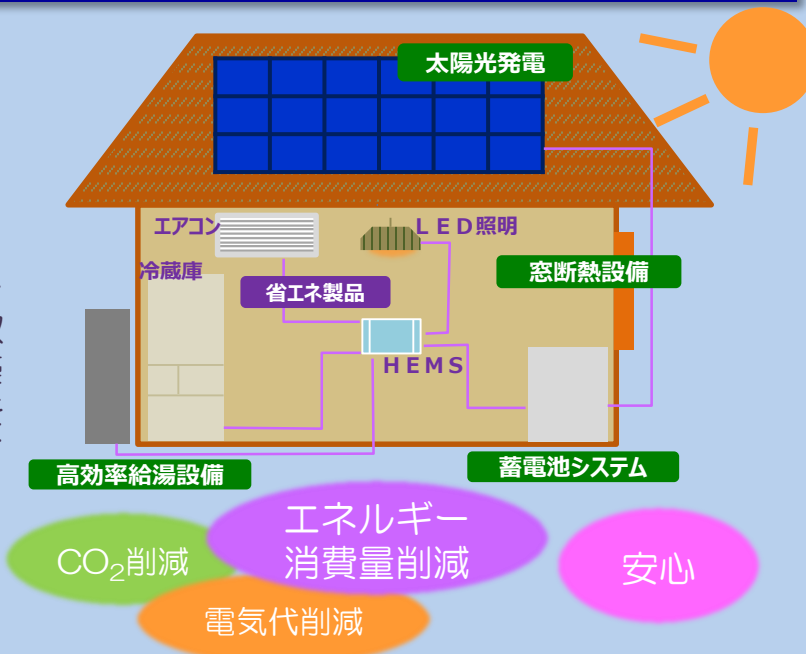 太陽光発電
エアコン
LED照明
冷蔵庫
窓断熱設備
省エネ製品
HEMS
高効率給湯設備
蓄電池システム
エネルギー
消費量削減
CO₂削減
安心
電気代削減